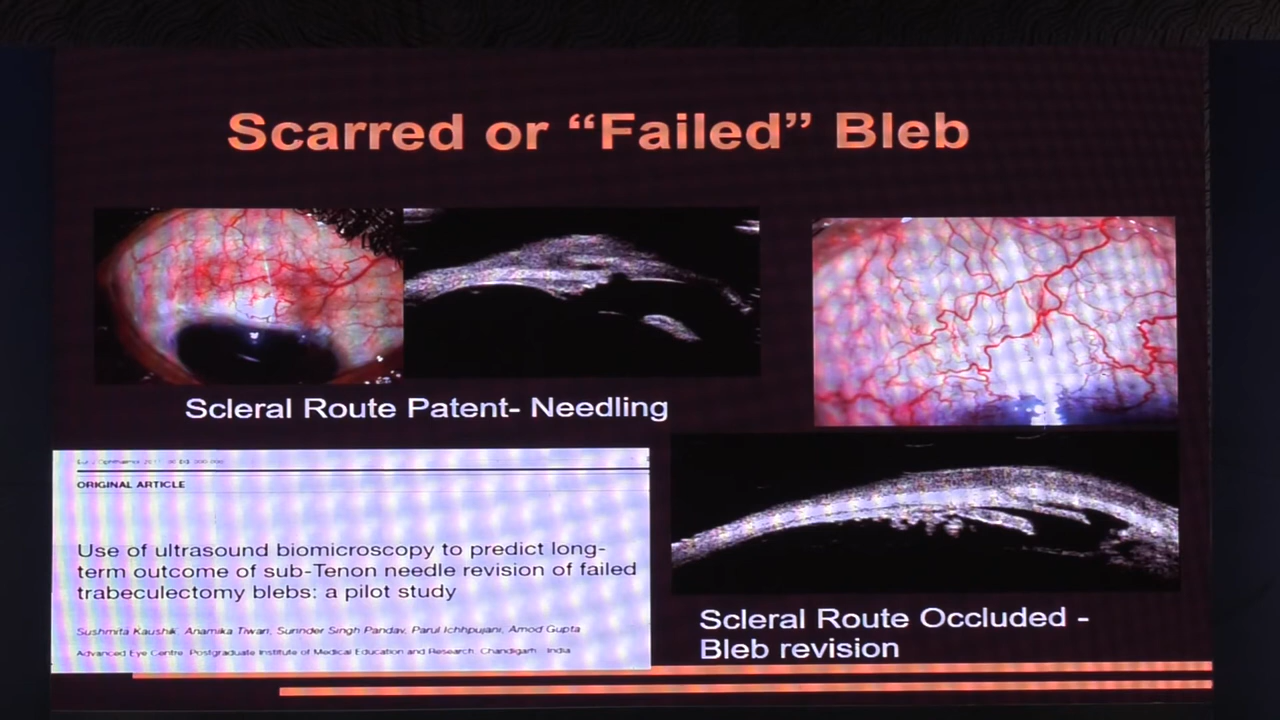 Scarred or “Failed” Bleb
Scleral Route Patent- Needling
ORIGINAL ARTICLE
Use of ultrasound biomicroscopy to predict long-
term outcome of sub-Tenon needle revision of failed
trabeculectomy blebs: a pilot study
Sushmita Kaushik, Anamika Tiwari, Surinder Singh Pandav, Parul Ichhpujani, Amod Gupta
Advanced Eye Centre, Postgraduate Institute of Medical Education and Research, Chandigarh - India
Scleral Route Occluded -
Bleb revision